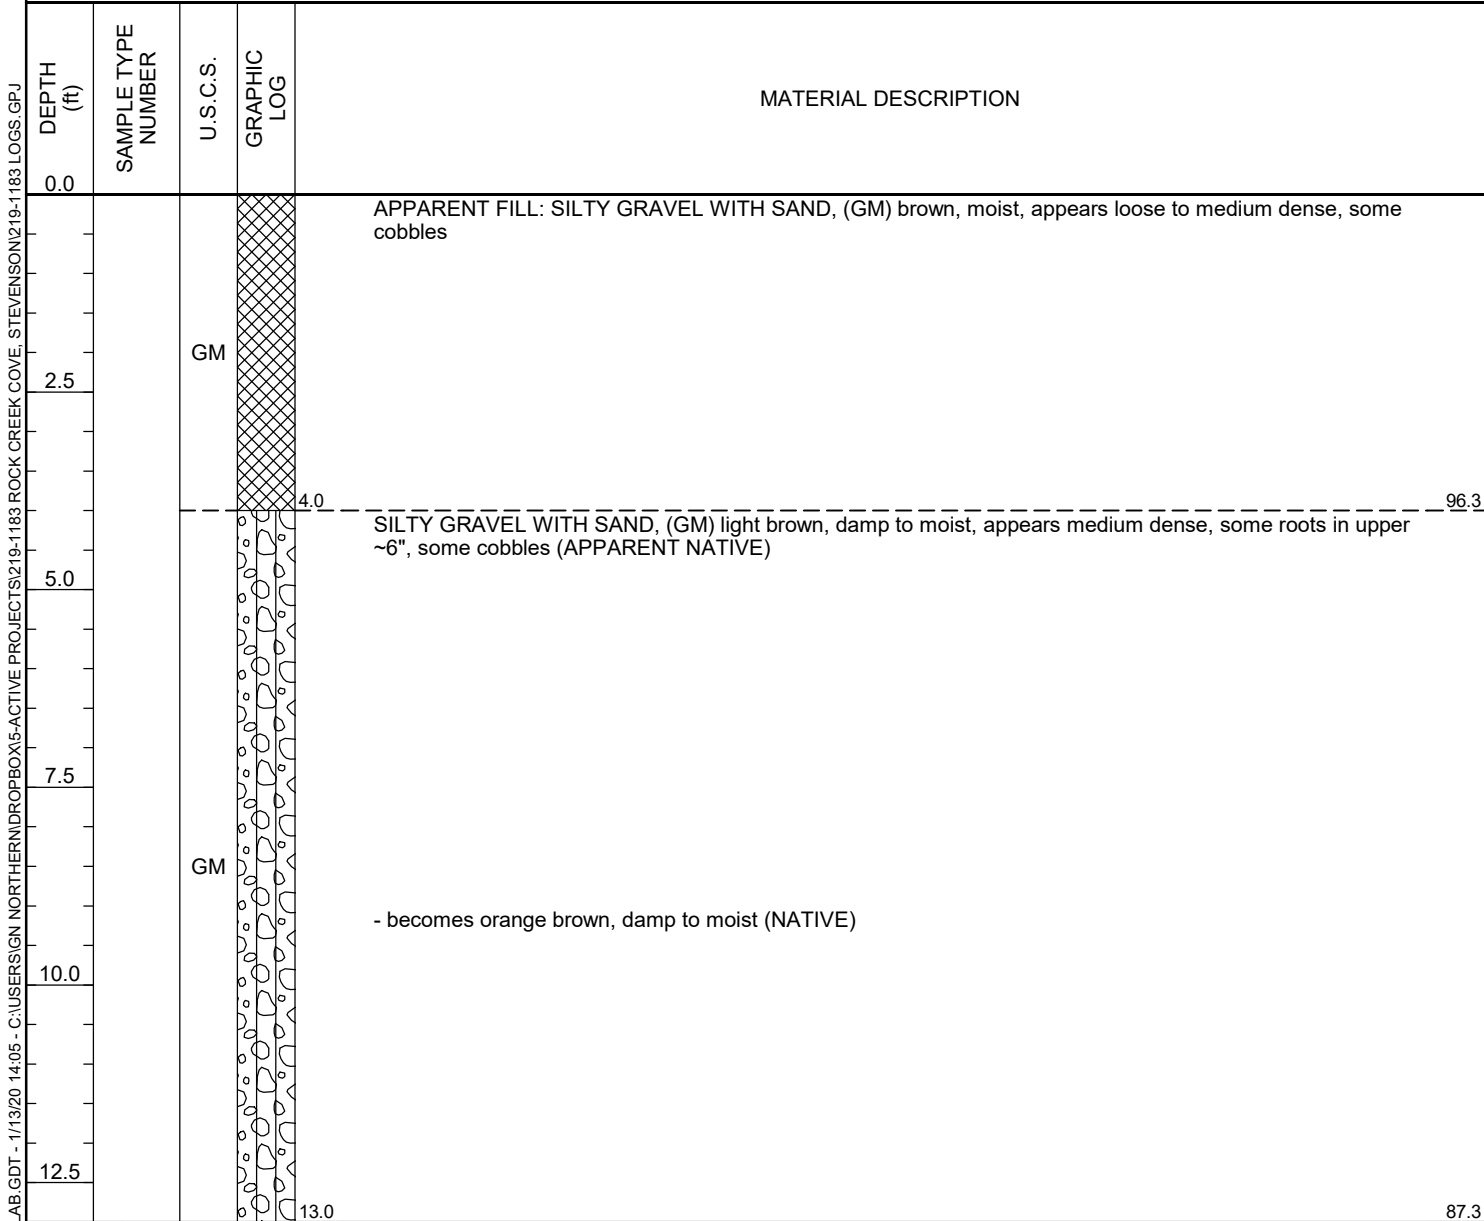 DEPTH
(ft)
SAMPLE TYPE
NUMBER
U.S.C.S.
GRAPHIC
LOG
MATERIAL DESCRIPTION
0.0
APPARENT FILL: SILTY GRAVEL WITH SAND, (GM) brown, moist, appears loose to medium dense, some
cobbles
GM
2.5
4.0
96.3
SILTY GRAVEL WITH SAND, (GM) light brown, damp to moist, appears medium dense, some roots in upper
~6", some cobbles (APPARENT NATIVE)
5.0
7.5
GM
- becomes orange brown, damp to moist (NATIVE)
10.0
12.5
13.0
87.3
AB.GDT - 1/13/20 14:05 - C:\USERS\GN NORTHERN\DROPBOX\5-ACTIVE PROJECTS\219-1183 ROCK CREEK COVE, STEVENSON\219-1183 LOGS.GPJ